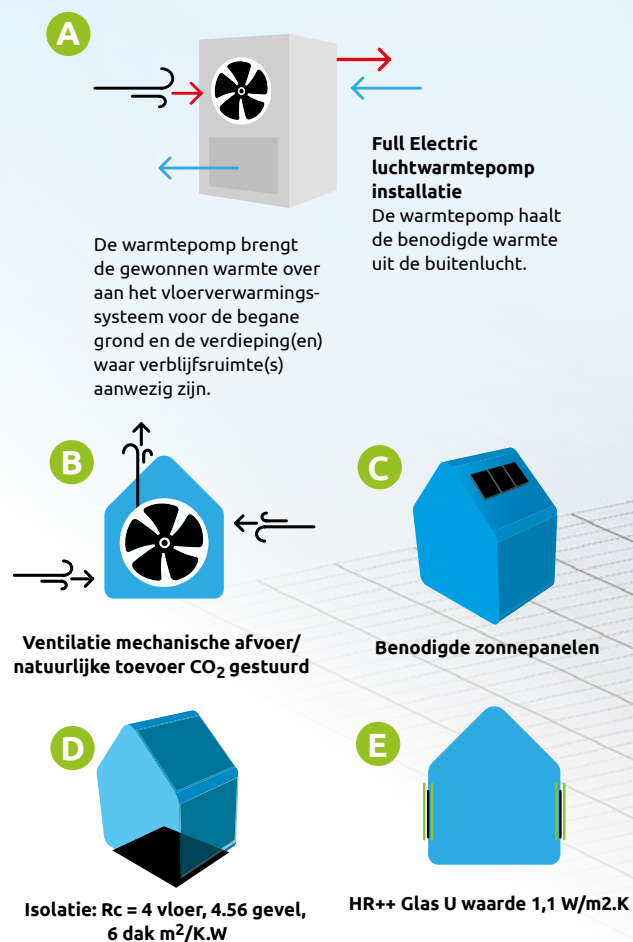 A
Full Electric
luchtwarmtepomp
installatie
De warmtepomp haalt
de benodigde warmte
uit de buitenlucht.
De warmtepomp brengt
de gewonnen warmte over
aan het vloerverwarmings-
systeem voor de begane
grond en de verdieping(en)
waar verblijfsruimte(s)
aanwezig zijn.
B
Ventilatie mechanische afvoer/
natuurlijke toevoer CO₂ gestuurd
C
Benodigde zonnepanelen
D
Isolatie: Rc = 4 vloer, 4.56 gevel,
6 dak m²/K.W
E
HR++ Glas U waarde 1,1 W/m2.K